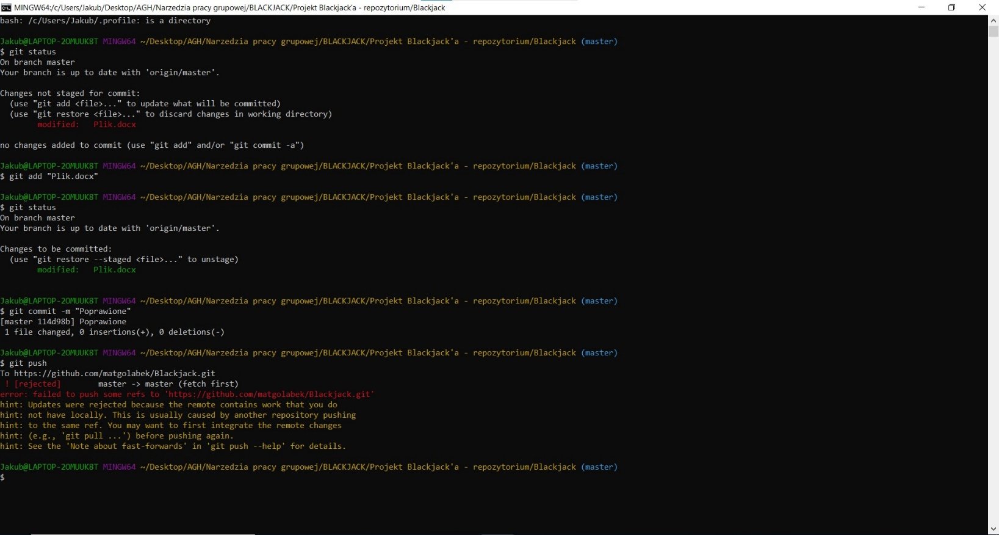 MINGW64:/c/Users/Jakub/Desktop/AGH/Narzedzia pracy grupowej/BLACKJACK/Projekt Blackjack'a - repozytorium/Blackjack
bash: /c/Users/Jakub/.profile: is a directory
Jakub@LAPTOP-2OMUUK8T MINGW64 ~/Desktop/AGH/Narzedzia pracy grupowej/BLACKJACK/Projekt Blackjack'a - repozytorium/Blackjack (master)
$ git status
On branch master
Your branch is up to date with 'origin/master'.
Changes not staged for commit:
  (use "git add <file>..." to update what will be committed)
  (use "git restore <file>..." to discard changes in working directory)
        modified:   Plik.docx
no changes added to commit (use "git add" and/or "git commit -a")
Jakub@LAPTOP-2OMUUK8T MINGW64 ~/Desktop/AGH/Narzedzia pracy grupowej/BLACKJACK/Projekt Blackjack'a - repozytorium/Blackjack (master)
$ git add "Plik.docx"
Jakub@LAPTOP-2OMUUK8T MINGW64 ~/Desktop/AGH/Narzedzia pracy grupowej/BLACKJACK/Projekt Blackjack'a - repozytorium/Blackjack (master)
$ git status
On branch master
Your branch is up to date with 'origin/master'.
Changes to be committed:
  (use "git restore --staged <file>..." to unstage)
        modified:   Plik.docx
Jakub@LAPTOP-2OMUUK8T MINGW64 ~/Desktop/AGH/Narzedzia pracy grupowej/BLACKJACK/Projekt Blackjack'a - repozytorium/Blackjack (master)
$ git commit -m "Poprawione"
[master 114d98b] Poprawione
 1 file changed, 0 insertions(+), 0 deletions(-)
Jakub@LAPTOP-2OMUUK8T MINGW64 ~/Desktop/AGH/Narzedzia pracy grupowej/BLACKJACK/Projekt Blackjack'a - repozytorium/Blackjack (master)
$ git push
To https://github.com/matgolabek/Blackjack.git
 ! [rejected]        master -> master (fetch first)
error: failed to push some refs to 'https://github.com/matgolabek/Blackjack.git'
hint: Updates were rejected because the remote contains work that you do
hint: not have locally. This is usually caused by another repository pushing
hint: to the same ref. You may want to first integrate the remote changes
hint: (e.g., 'git pull ...') before pushing again.
hint: See the 'Note about fast-forwards' in 'git push --help' for details.
Jakub@LAPTOP-2OMUUK8T MINGW64 ~/Desktop/AGH/Narzedzia pracy grupowej/BLACKJACK/Projekt Blackjack'a - repozytorium/Blackjack (master)
$